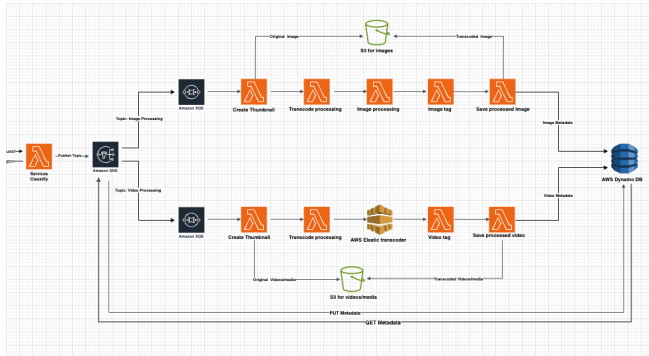 Original Image
Transcoded Image
S3 for images
Amazon SQS
Create Thumbnail
Transcode processing
Image processing
Image tag
Save processed image
Topic: Image Processing
Image Metadata
Publish Topic
Services
Classify
Amazon SNS
AWS Dynamo DB
Topic: Video Processing
Video Metadata
Amazon SQS
Create Thumbnail
Transcode processing
AWS Elastic transcoder
Video tag
Save processed video
Original Videos/media
Transcoded Videos/media
S3 for videos/media
PUT Metadata
GET Metadata